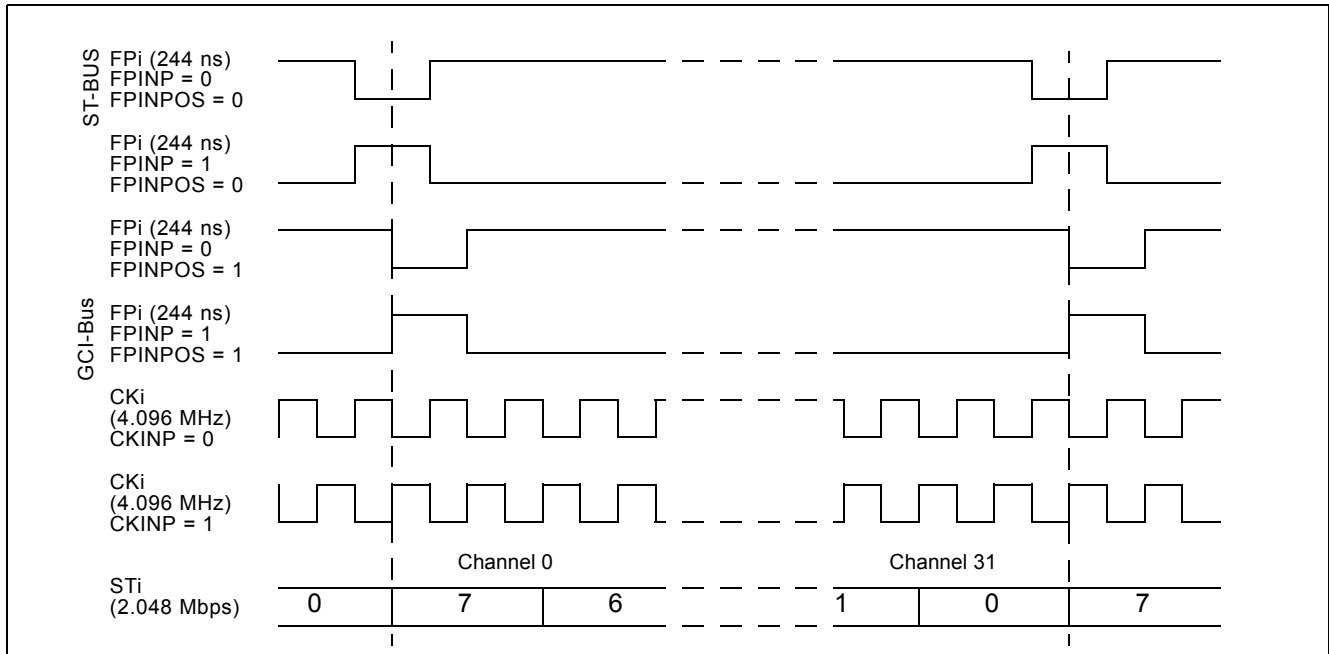 ST-BUS
FPi (244 ns)
FPINP = 0
FPINPOS = 0
FPi (244 ns)
FPINP = 1
FPINPOS = 0
FPi (244 ns)
FPINP = 0
FPINPOS = 1
GCI-Bus
FPi (244 ns)
FPINP = 1
FPINPOS = 1
CKi
(4.096 MHz)
CKINP = 0
CKi
(4.096 MHz)
CKINP = 1
Channel 0 Channel 31
STi
(2.048 Mbps)
0 7 6 1 0 7